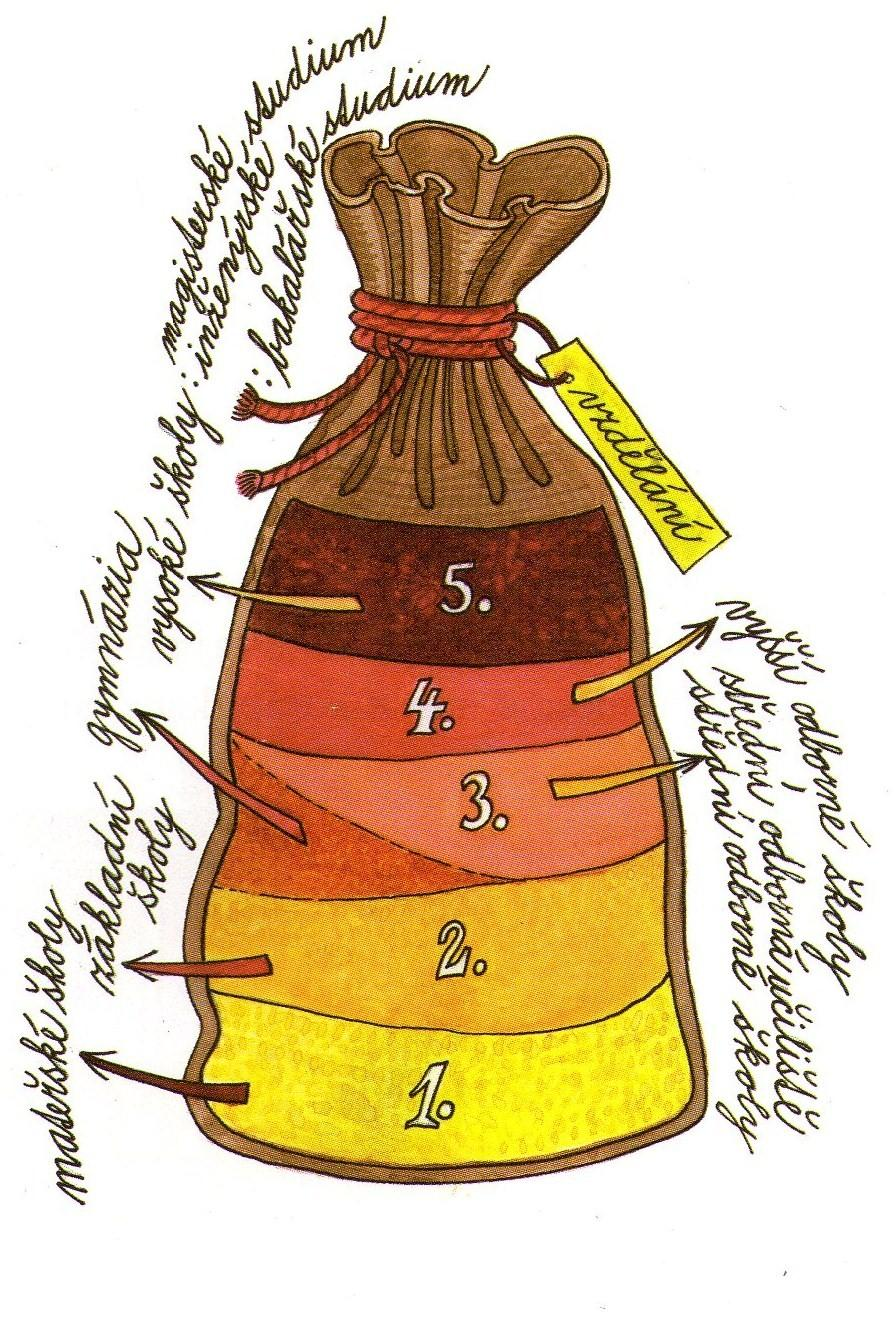 magisterské studium
vysoké školy: inženýrské studium
: bakalářské studium
vzdělání
gymnázia
základní
školy
mateřské školy
vyšší odborné školy
střední odborná učiliště
střední odborné školy
5.
4.
3.
2.
1.